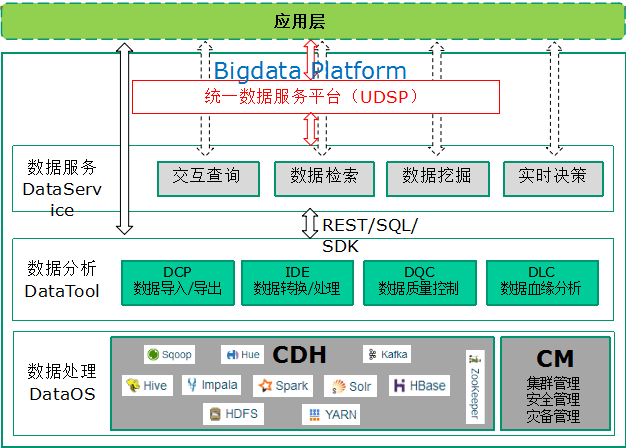 应用层
Bigdata Platform
统一数据服务平台（UDSP）
数据服务
DataServ
ice
交互查询
数据检索
数据挖掘
实时决策
REST/SQL/
SDK
数据分析
DataTool
DCP
数据导入/导出
IDE
数据转换/处理
DQC
数据质量控制
DLC
数据血缘分析
数据处理
DataOS
CDH
Sqoop
Hue
Kafka
Hive
Impala
Spark
Solr
HBase
HDFS
YARN
ZooKeeper
CM
集群管理
安全管理
灾备管理